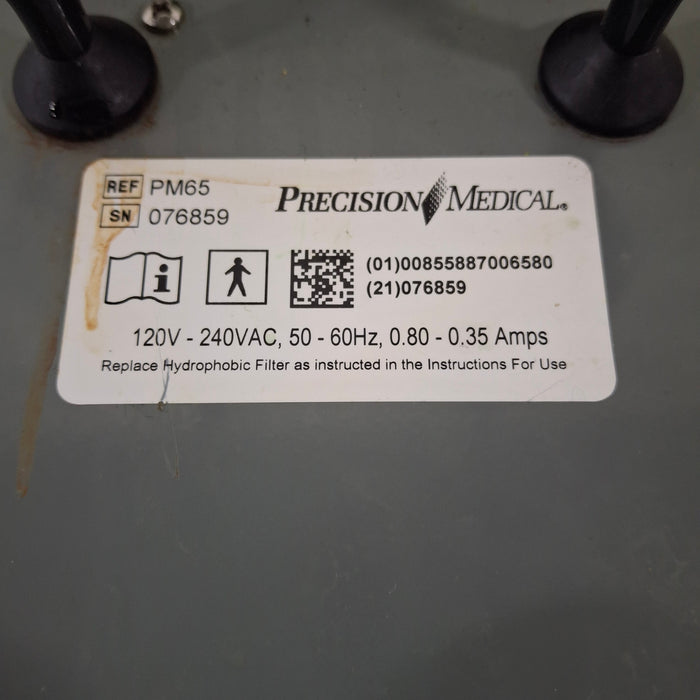 REF PM65
SN 076859
PRECISION MEDICAL®
(01)00855887006580
(21)076859
120V - 240VAC, 50 - 60Hz, 0.80 - 0.35 Amps
Replace Hydrophobic Filter as instructed in the Instructions For Use